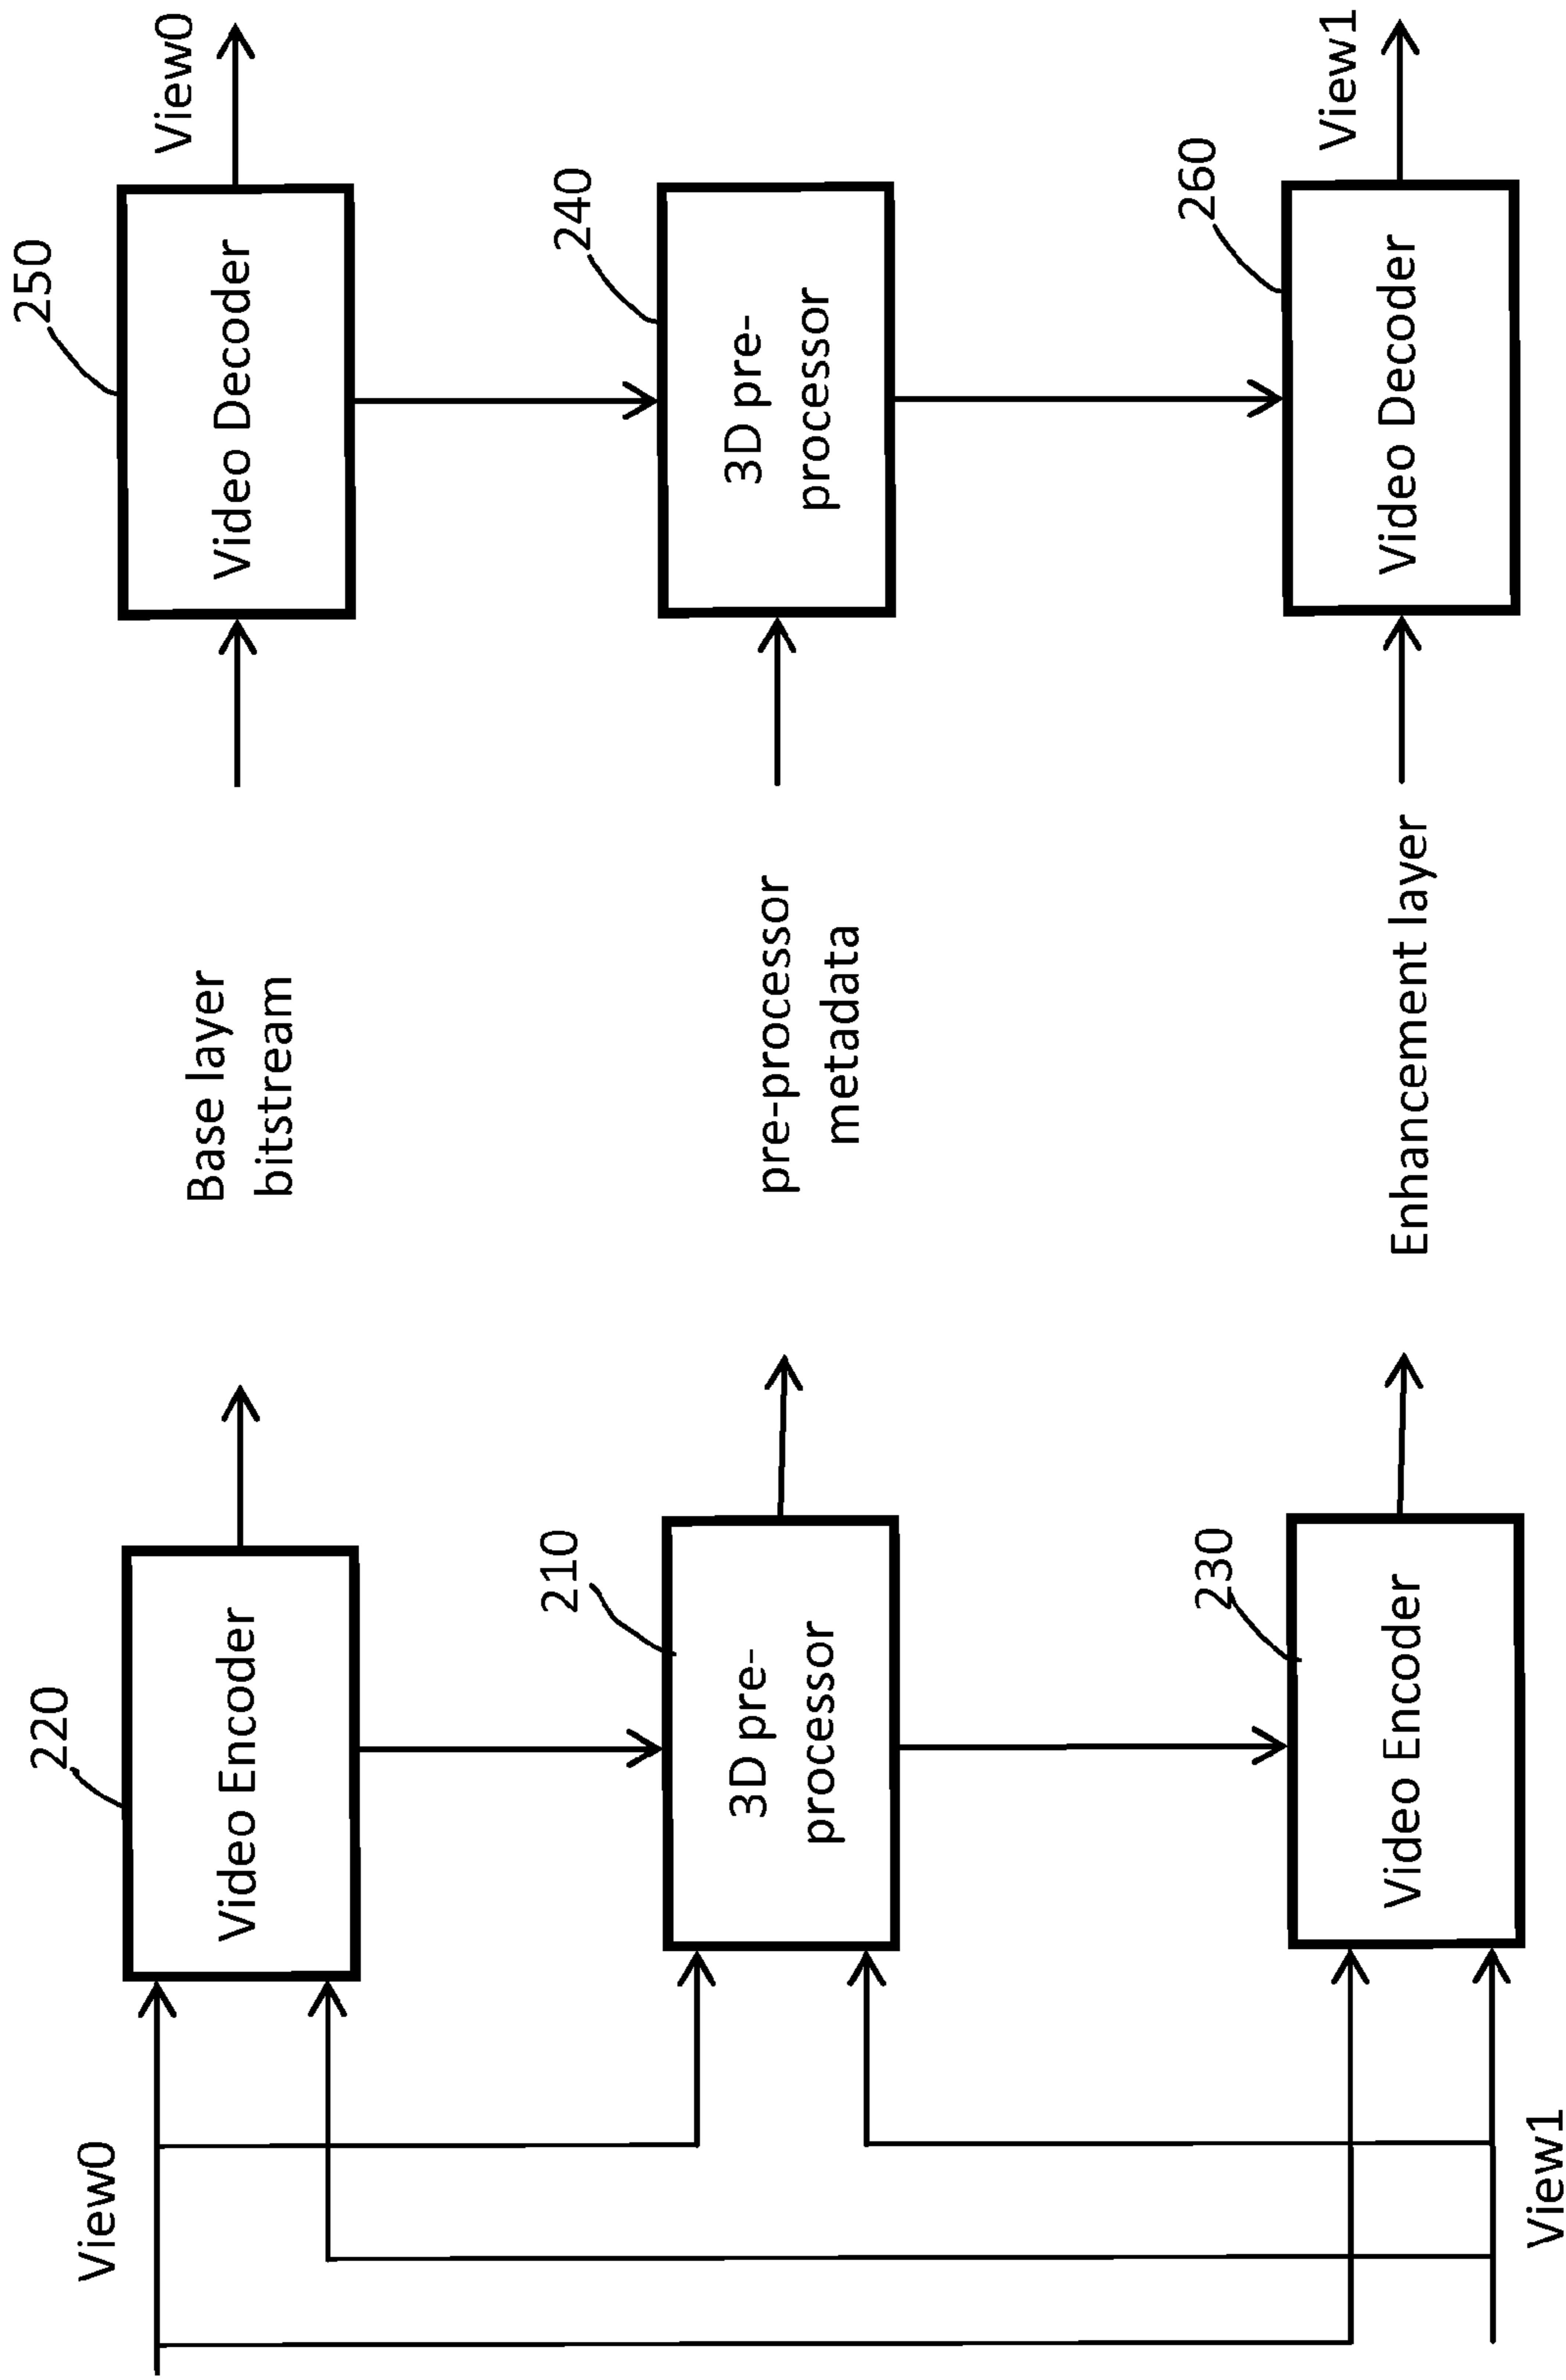 View0
220
Video Encoder
Base layer
bitstream
250
Video Decoder
View0
210
3D pre-
processor
pre-processor
metadata
240
3D pre-
processor
View1
230
Video Encoder
Enhancement layer
260
Video Decoder
View1